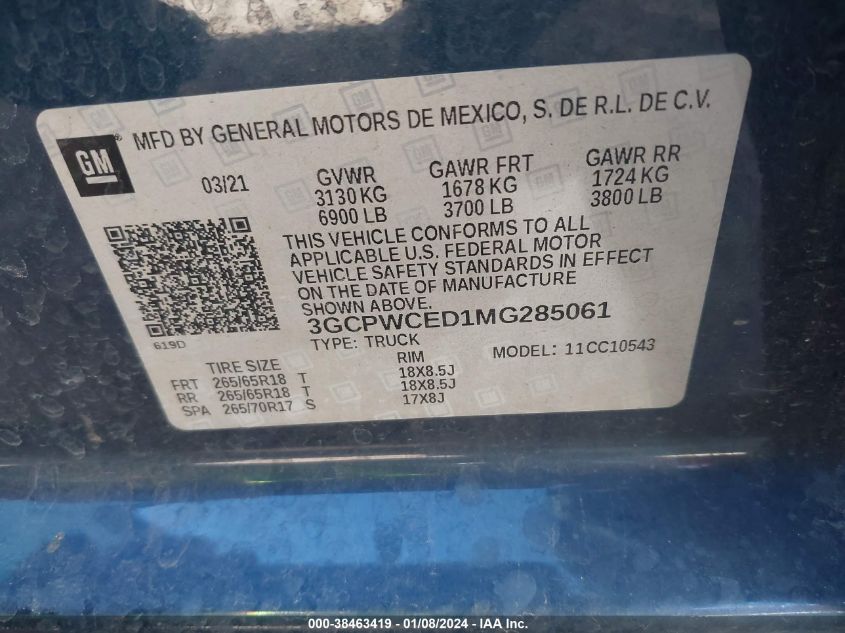 GM
MFD BY GENERAL MOTORS DE MEXICO, S. DE R.L. DE C.V.
03/21 GVWR GAWR FRT GAWR RR
3130 KG 1678 KG 1724 KG
6900 LB 3700 LB 3800 LB
THIS VEHICLE CONFORMS TO ALL
APPLICABLE U.S. FEDERAL MOTOR
VEHICLE SAFETY STANDARDS IN EFFECT
ON THE DATE OF MANUFACTURE
SHOWN ABOVE.
3GCPWCED1MG285061
619D
TYPE: TRUCK MODEL: 11CC10543
TIRE SIZE RIM
FRT 265/65R18 T 18X8.5J
RR 265/65R18 T 18X8.5J
SPA 265/70R17 S 17X8J
000-38463419 - 01/08/2024 - IAA Inc.